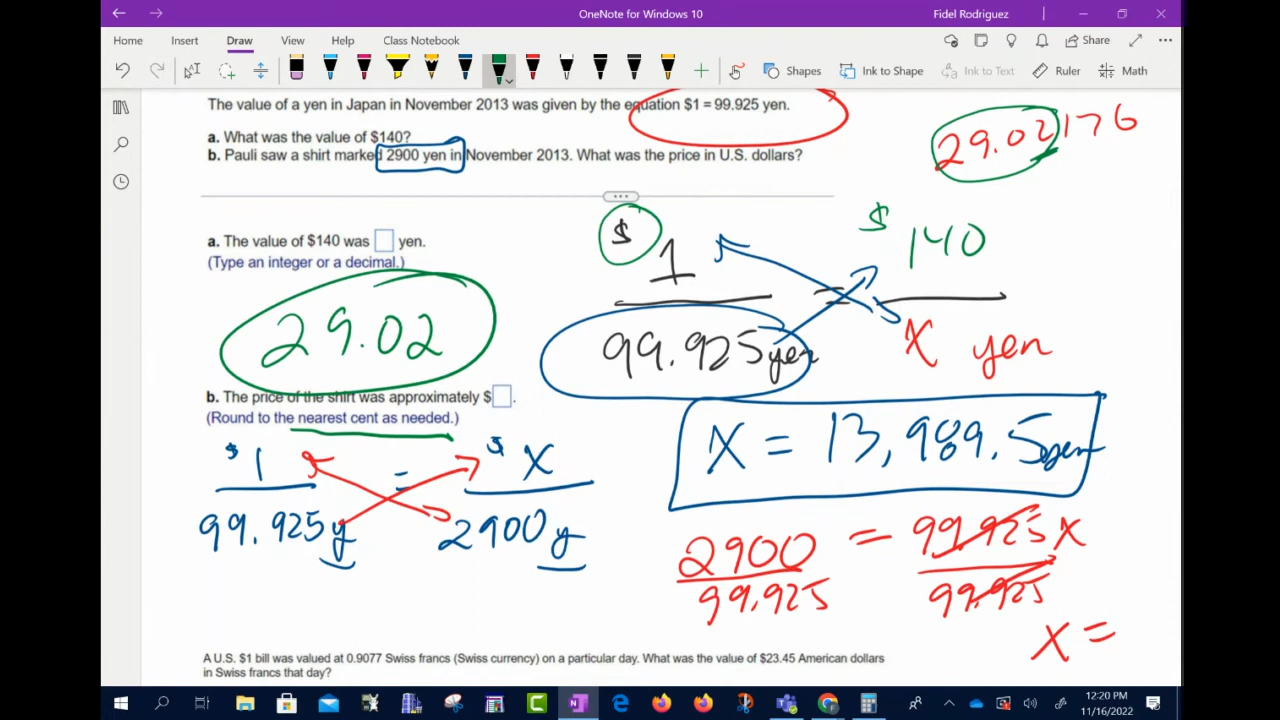 OneNote for Windows 10
Fidel Rodriguez
Home Insert Draw View Help Class Notebook
Share
Shapes Ink to Shape Ink to Text Ruler Math
The value of a yen in Japan in November 2013 was given by the equation $1 = 99.925 yen.
a. What was the value of $140?
b. Pauli saw a shirt marked 2900 yen in November 2013. What was the price in U.S. dollars?
29.02176
a. The value of $140 was yen.
(Type an integer or a decimal.)
$ 1 = $ 140
99.925 yen x yen
29.02
b. The price of the shirt was approximately $ .
(Round to the nearest cent as needed.)
x = 13,989.5 yen
$ 1 = $ x
99.925 y 2900 y
2900 = 99.925 x
99.925 99.925
x =
A U.S. $1 bill was valued at 0.9077 Swiss francs (Swiss currency) on a particular day. What was the value of $23.45 American dollars
in Swiss francs that day?
12:20 PM
11/16/2022